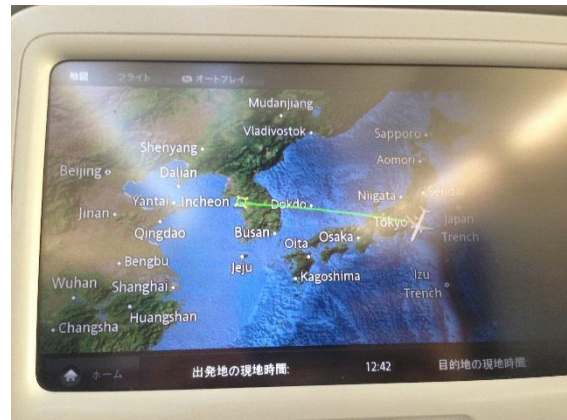 地図 フライト オートプレイ
Mudanjiang
Vladivostok
Sapporo
Shenyang
Aomori
Beijing
Dalian
Niigata
Sendai
Yantai
Incheon
Dokdo
Jinan
Tokyo
Japan
Trench
Qingdao
Busan
Oita
Osaka
Bengbu
Jeju
Kagoshima
Izu
Trench
Wuhan
Shanghai
Huangshan
Changsha
ホーム 出発地の現地時間: 12:42 目的地の現地時間: